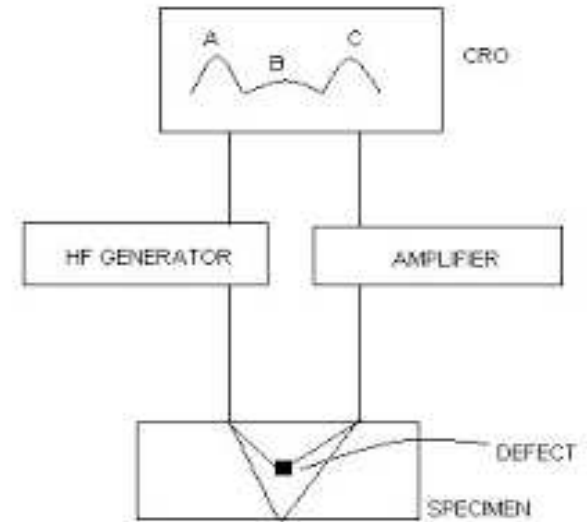 A
B
C
CRO
HF GENERATOR
AMPLIFIER
DEFECT
SPECIMEN